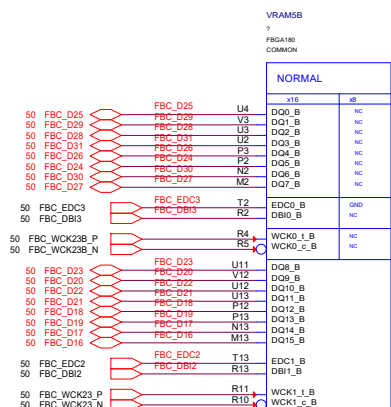 VRAM5B
?
FBGA180
COMMON
NORMAL
x16 x8
50 FBC_D25 FBC_D25 U4 DQ0_B NC
50 FBC_D29 FBC_D29 V3 DQ1_B NC
50 FBC_D28 FBC_D28 U3 DQ2_B NC
50 FBC_D31 FBC_D31 U2 DQ3_B NC
50 FBC_D26 FBC_D26 P3 DQ4_B NC
50 FBC_D24 FBC_D24 P2 DQ5_B NC
50 FBC_D30 FBC_D30 N2 DQ6_B NC
50 FBC_D27 FBC_D27 M2 DQ7_B NC
50 FBC_EDC3 FBC_EDC3 T2 EDC0_B GND
50 FBC_DBI3 FBC_DBI3 R2 DBI0_B NC
50 FBC_WCK23B_P R4 WCK0_t_B NC
50 FBC_WCK23B_N R5 WCK0_c_B NC
50 FBC_D23 FBC_D23 U11 DQ8_B
50 FBC_D20 FBC_D20 V12 DQ9_B
50 FBC_D22 FBC_D22 U12 DQ10_B
50 FBC_D21 FBC_D21 U13 DQ11_B
50 FBC_D18 FBC_D18 P12 DQ12_B
50 FBC_D19 FBC_D19 P13 DQ13_B
50 FBC_D17 FBC_D17 N13 DQ14_B
50 FBC_D16 FBC_D16 M13 DQ15_B
50 FBC_EDC2 FBC_EDC2 T13 EDC1_B
50 FBC_DBI2 FBC_DBI2 R13 DBI1_B
50 FBC_WCK23_P R11 WCK1_t_B
50 FBC_WCK23_N R10 WCK1_c_B